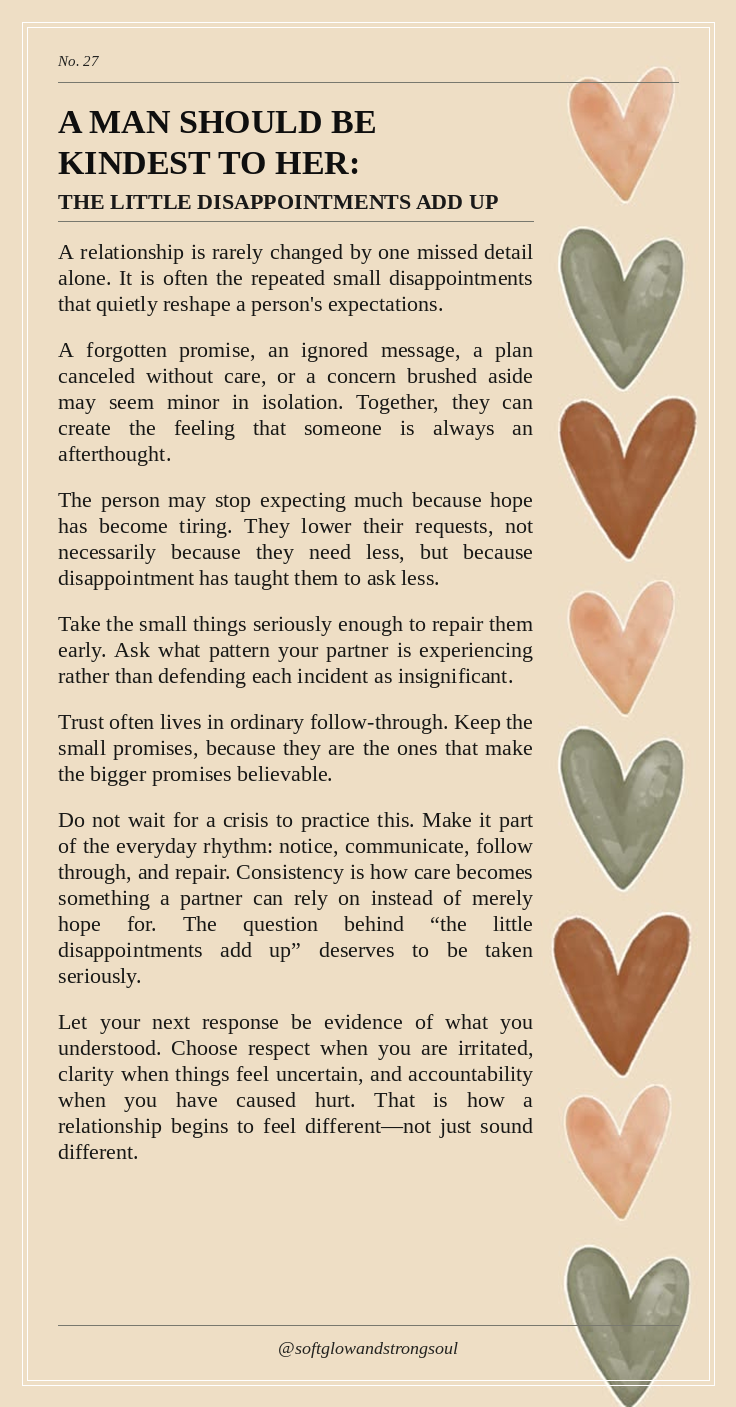 No. 27
A MAN SHOULD BE
KINDEST TO HER:
THE LITTLE DISAPPOINTMENTS ADD UP
A relationship is rarely changed by one missed detail
alone. It is often the repeated small disappointments
that quietly reshape a person's expectations.
A forgotten promise, an ignored message, a plan
canceled without care, or a concern brushed aside
may seem minor in isolation. Together, they can
create the feeling that someone is always an
afterthought.
The person may stop expecting much because hope
has become tiring. They lower their requests, not
necessarily because they need less, but because
disappointment has taught them to ask less.
Take the small things seriously enough to repair them
early. Ask what pattern your partner is experiencing
rather than defending each incident as insignificant.
Trust often lives in ordinary follow-through. Keep the
small promises, because they are the ones that make
the bigger promises believable.
Do not wait for a crisis to practice this. Make it part
of the everyday rhythm: notice, communicate, follow
through, and repair. Consistency is how care becomes
something a partner can rely on instead of merely
hope for. The question behind “the little
disappointments add up” deserves to be taken
seriously.
Let your next response be evidence of what you
understood. Choose respect when you are irritated,
clarity when things feel uncertain, and accountability
when you have caused hurt. That is how a
relationship begins to feel different—not just sound
different.
@softglowandstrongsoul